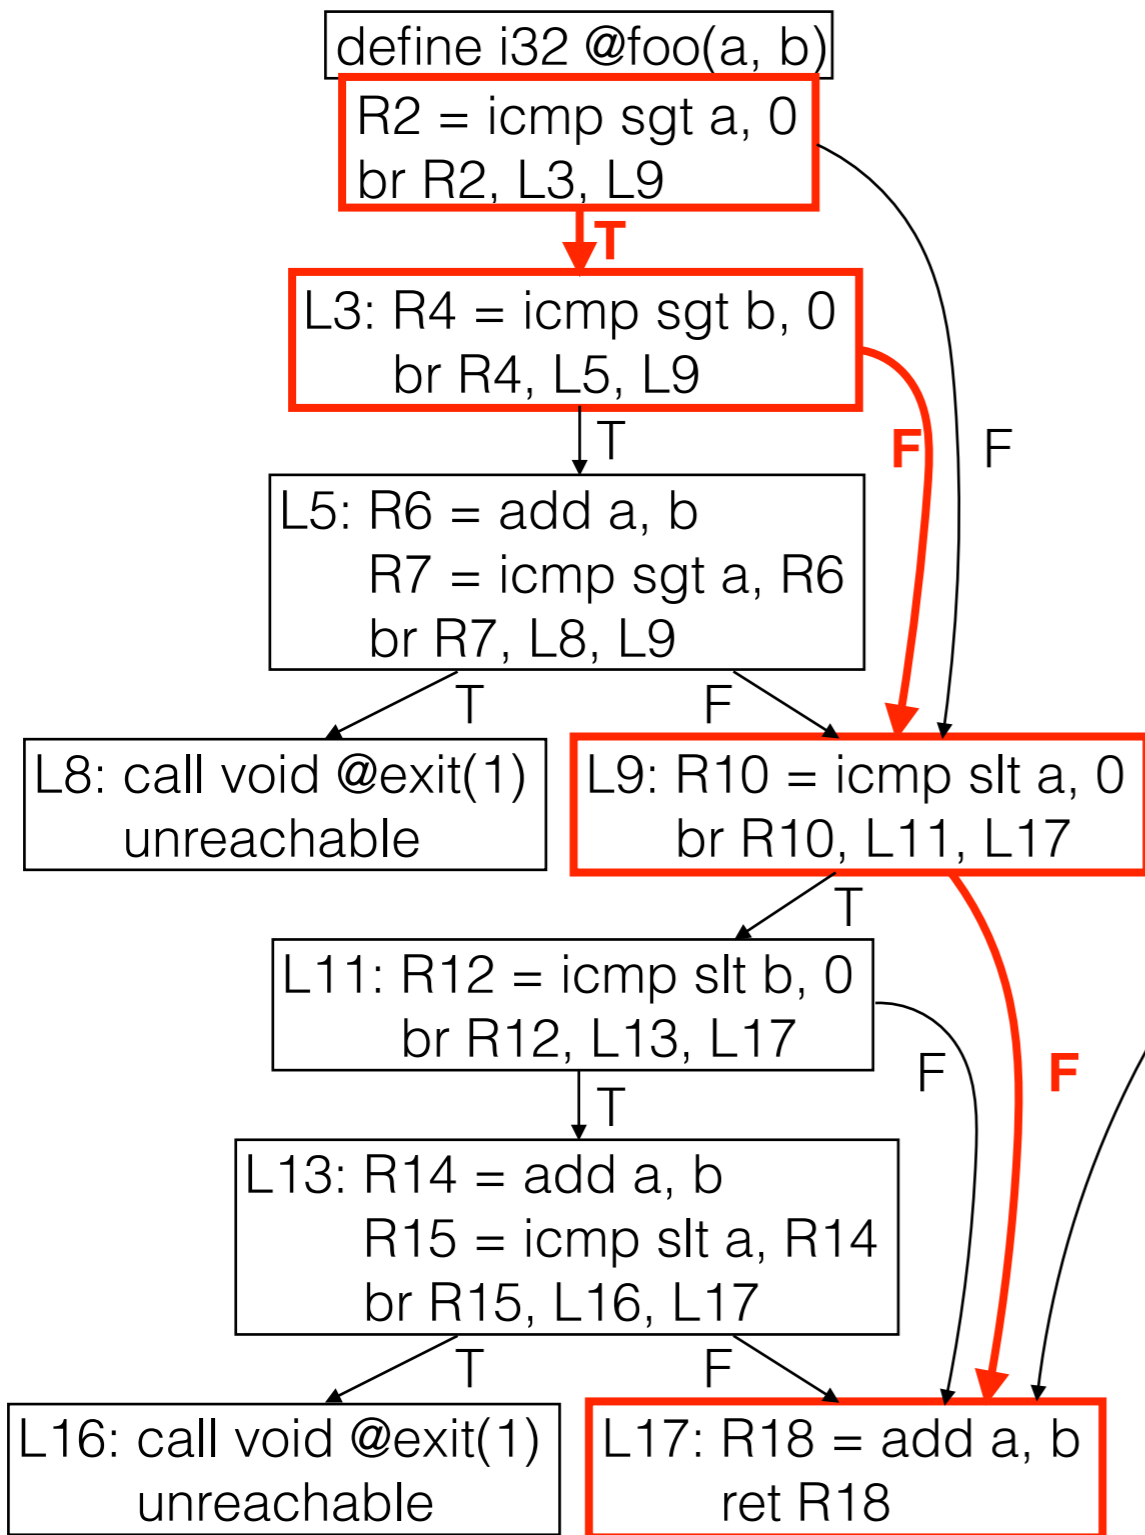 define i32 @foo(a, b)
R2 = icmp sgt a, 0
br R2, L3, L9
T
L3: R4 = icmp sgt b, 0
br R4, L5, L9
T
F
F
L5: R6 = add a, b
R7 = icmp sgt a, R6
br R7, L8, L9
T
F
L8: call void @exit(1)
unreachable
L9: R10 = icmp slt a, 0
br R10, L11, L17
T
L11: R12 = icmp slt b, 0
br R12, L13, L17
T
F
F
L13: R14 = add a, b
R15 = icmp slt a, R14
br R15, L16, L17
T
F
L16: call void @exit(1)
unreachable
L17: R18 = add a, b
ret R18